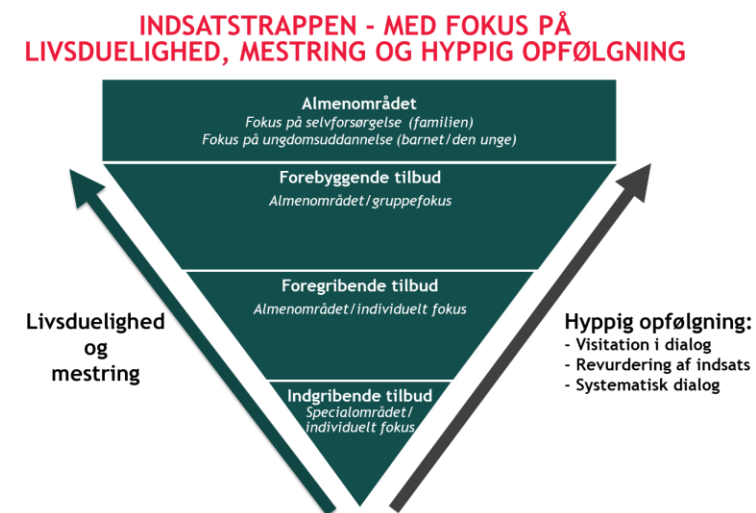 INDSATSTRAPPEN - MED FOKUS PÅ
LIVSDUELIGHED, MESTRING OG HYPPIG OPFØLGNING
Almenområdet
Fokus på selvforsørgelse (familien)
Fokus på ungdomsuddannelse (barnet/den unge)
Forebyggende tilbud
Almenområdet/gruppefokus
Foregribende tilbud
Almenområdet/individuelt fokus
Indgribende tilbud
Specialområdet/
individuelt fokus
Livsduelighed
og
mestring
Hyppig opfølgning:
- Visitation i dialog
- Revurdering af indsats
- Systematisk dialog